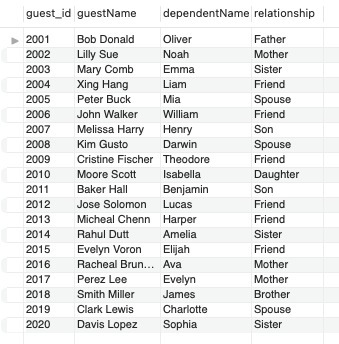 guest_id guestName dependentName relationship
2001 Bob Donald Oliver Father
2002 Lilly Sue Noah Mother
2003 Mary Comb Emma Sister
2004 Xing Hang Liam Friend
2005 Peter Buck Mia Spouse
2006 John Walker William Friend
2007 Melissa Harry Henry Son
2008 Kim Gusto Darwin Spouse
2009 Cristine Fischer Theodore Friend
2010 Moore Scott Isabella Daughter
2011 Baker Hall Benjamin Son
2012 Jose Solomon Lucas Friend
2013 Micheal Chenn Harper Friend
2014 Rahul Dutt Amelia Sister
2015 Evelyn Voron Elijah Friend
2016 Racheal Brun... Ava Mother
2017 Perez Lee Evelyn Mother
2018 Smith Miller James Brother
2019 Clark Lewis Charlotte Spouse
2020 Davis Lopez Sophia Sister